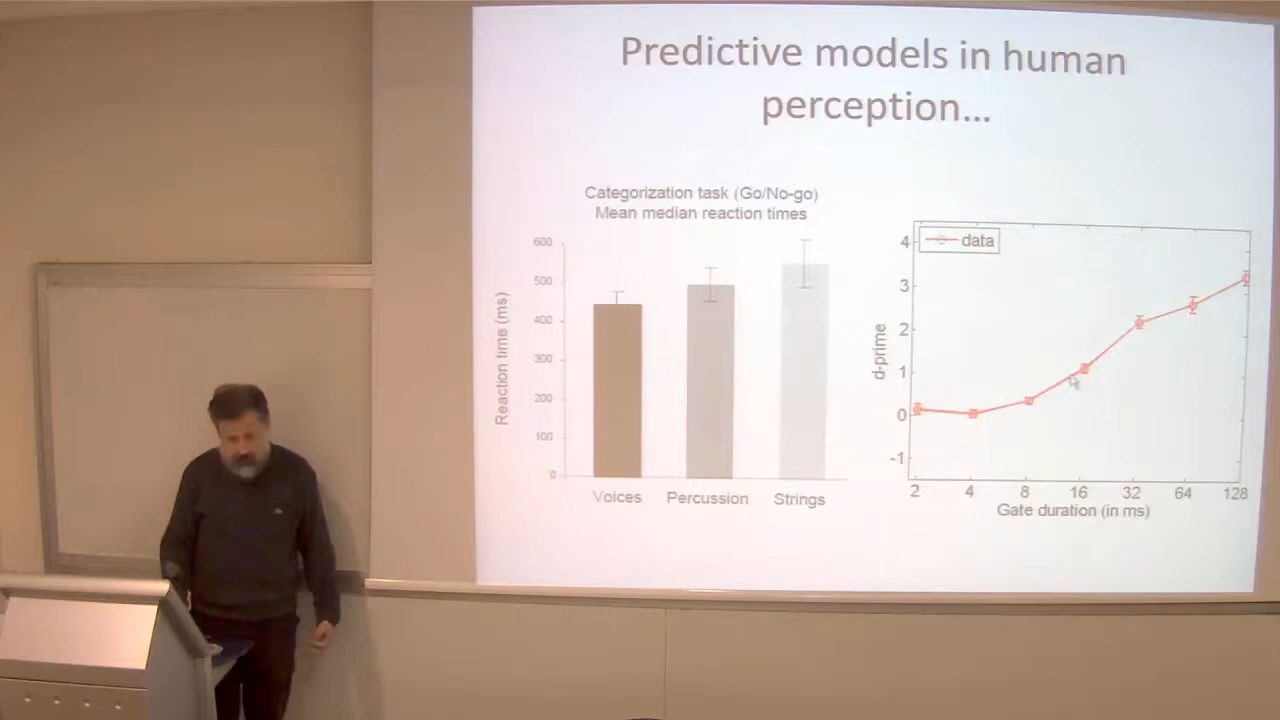 Predictive models in human
perception...
Categorization task (Go/No-go)
Mean median reaction times
Reaction time (ms)
600
500
400
300
200
100
0
Voices Percussion Strings
data
d-prime
4
3
2
1
0
-1
2 4 8 16 32 64 128
Gate duration (in ms)